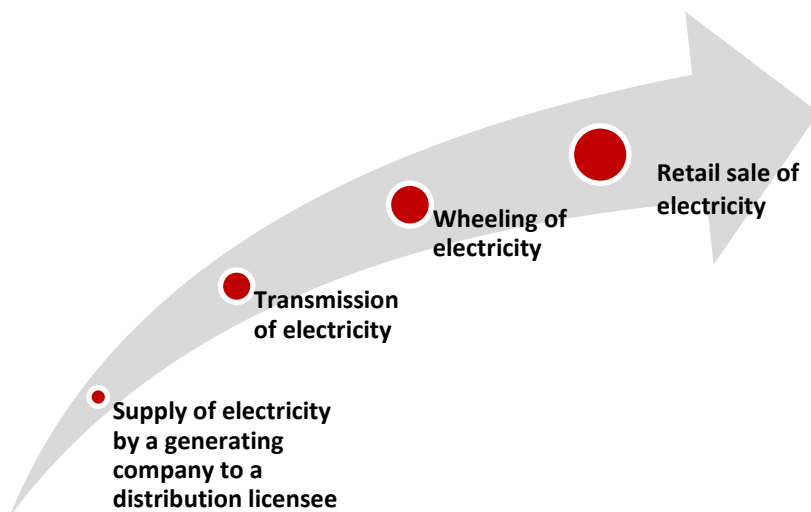 Retail sale of
electricity
Wheeling of
electricity
Transmission
of electricity
Supply of electricity
by a generating
company to a
distribution licensee